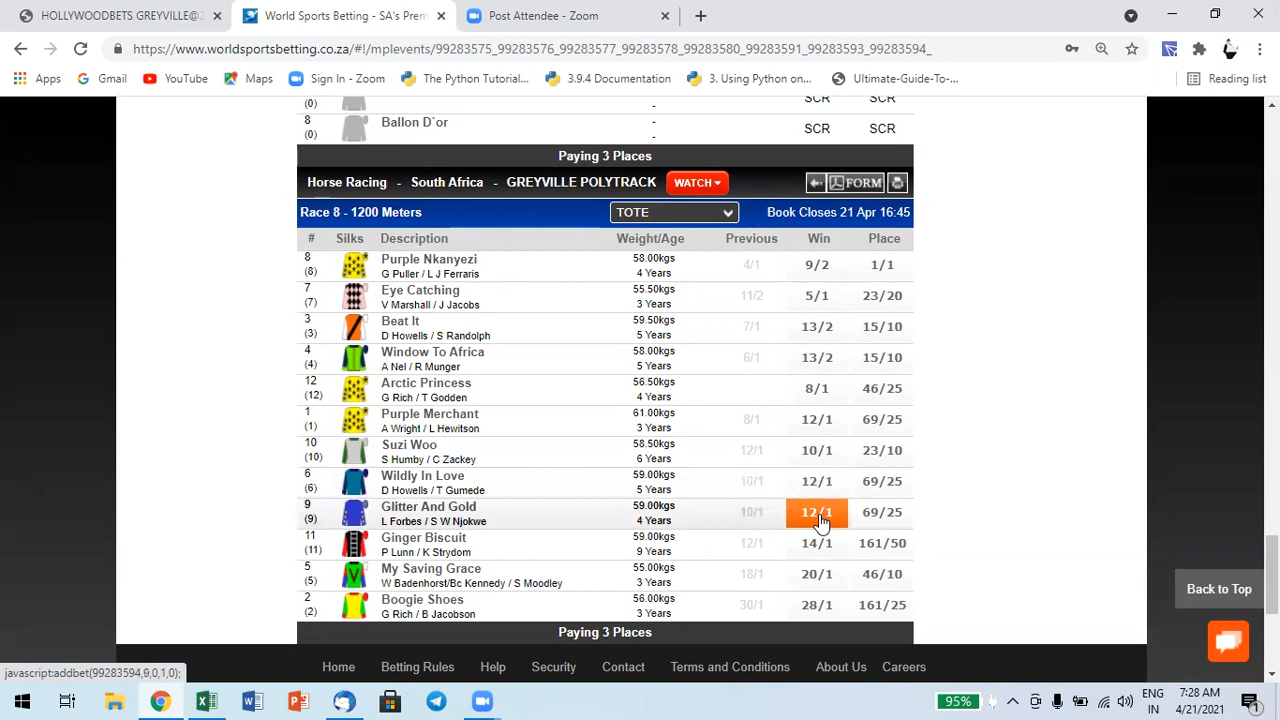 HOLLYWOODBETS GREYVILLE@2
World Sports Betting - SA's Prem
Post Attendee - Zoom
https://www.worldsportsbetting.co.za/#!/mplevents/99283575_99283576_99283577_99283578_99283580_99283591_99283593_99283594_
Apps Gmail YouTube Maps Sign In - Zoom The Python Tutorial... 3.9.4 Documentation 3. Using Python on... Ultimate-Guide-To-... Reading list
(0) - SCR SCR
8 Ballon D`or -
(0) - SCR SCR
Paying 3 Places
Horse Racing - South Africa - GREYVILLE POLYTRACK WATCH FORM
Race 8 - 1200 Meters TOTE Book Closes 21 Apr 16:45
# Silks Description Weight/Age Previous Win Place
8 Purple Nkanyezi 58.00kgs 4/1 9/2 1/1
(8) G Puller / L J Ferraris 4 Years
7 Eye Catching 55.50kgs 11/2 5/1 23/20
(7) V Marshall / J Jacobs 3 Years
3 Beat It 59.50kgs 7/1 13/2 15/10
(3) D Howells / S Randolph 5 Years
4 Window To Africa 58.00kgs 6/1 13/2 15/10
(4) A Nel / R Munger 5 Years
12 Arctic Princess 56.50kgs 8/1 46/25
(12) G Rich / T Godden 4 Years
1 Purple Merchant 61.00kgs 8/1 12/1 69/25
(1) A Wright / L Hewitson 3 Years
10 Suzi Woo 58.50kgs 12/1 10/1 23/10
(10) S Humby / C Zackey 6 Years
6 Wildly In Love 59.00kgs 10/1 12/1 69/25
(6) D Howells / T Gumede 5 Years
9 Glitter And Gold 59.00kgs 10/1 12/1 69/25
(9) L Forbes / S W Njokwe 4 Years
11 Ginger Biscuit 59.00kgs 12/1 14/1 161/50
(11) P Lunn / K Strydom 9 Years
5 My Saving Grace 55.00kgs 18/1 20/1 46/10
(5) W Badenhorst/Bc Kennedy / S Moodley 3 Years
2 Boogie Shoes 56.00kgs 30/1 28/1 161/25
(2) G Rich / B Jacobson 3 Years
Back to Top
Paying 3 Places
Home Betting Rules Help Security Contact Terms and Conditions About Us Careers
javascript:addbet(99283594,9,0,1,0);
95% ENG 7:28 AM
IN 4/21/2021 1